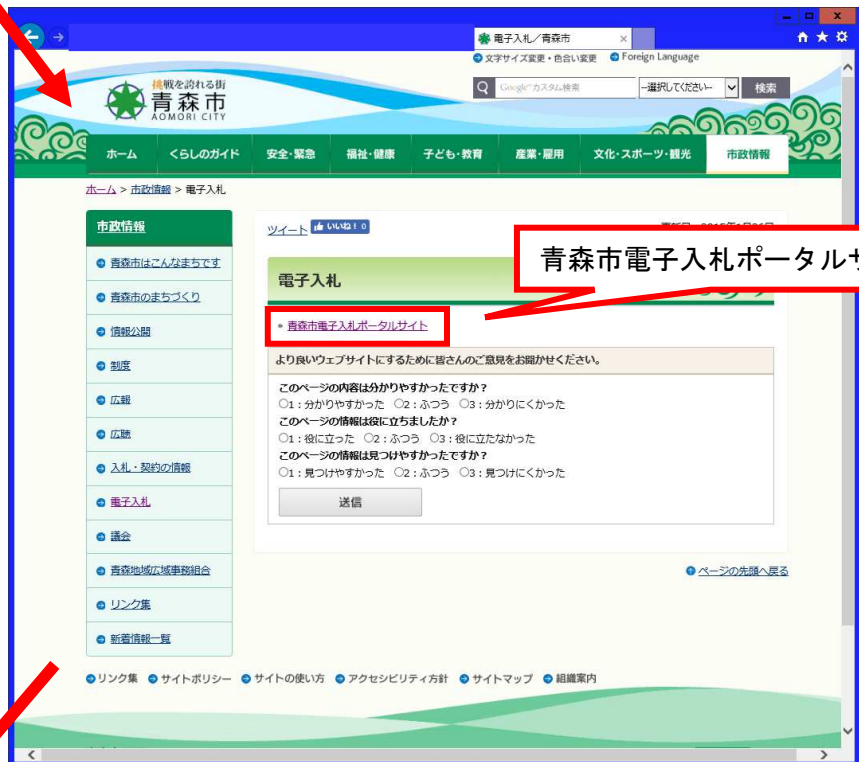 電子入札／青森市
文字サイズ変更・色合い変更 Foreign Language
挑戦を誇れる街
青森市
AOMORI CITY
Google カスタム検索
--選択してください--
検索
ホーム くらしのガイド 安全・緊急 福祉・健康 子ども・教育 産業・雇用 文化・スポーツ・観光 市政情報
ホーム > 市政情報 > 電子入札
市政情報
青森市はこんなまちです
青森市のまちづくり
情報公開
制度
広報
広聴
入札・契約の情報
電子入札
議会
青森地域広域事務組合
リンク集
新着情報一覧
ツイート いいね！ 0
青森市電子入札ポータルサ
電子入札
青森市電子入札ポータルサイト
より良いウェブサイトにするために皆さんのご意見をお聞かせください。
このページの内容は分かりやすかったですか？
1：分かりやすかった 2：ふつう 3：分かりにくかった
このページの情報は役に立ちましたか？
1：役に立った 2：ふつう 3：役に立たなかった
このページの情報は見つけやすかったですか？
1：見つけやすかった 2：ふつう 3：見つけにくかった
送信
ページの先頭へ戻る
リンク集 サイトポリシー サイトの使い方 アクセシビリティ方針 サイトマップ 組織案内